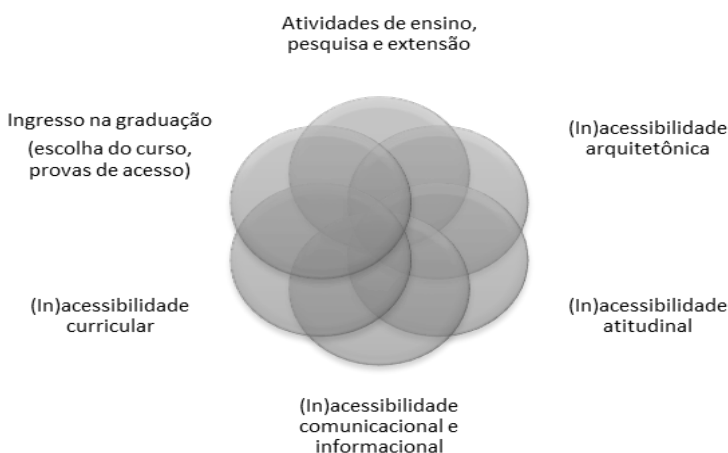 Atividades de ensino,
pesquisa e extensão
Ingresso na graduação
(escolha do curso,
provas de acesso)
(In)acessibilidade
arquitetônica
(In)acessibilidade
curricular
(In)acessibilidade
atitudinal
(In)acessibilidade
comunicacional e
informacional